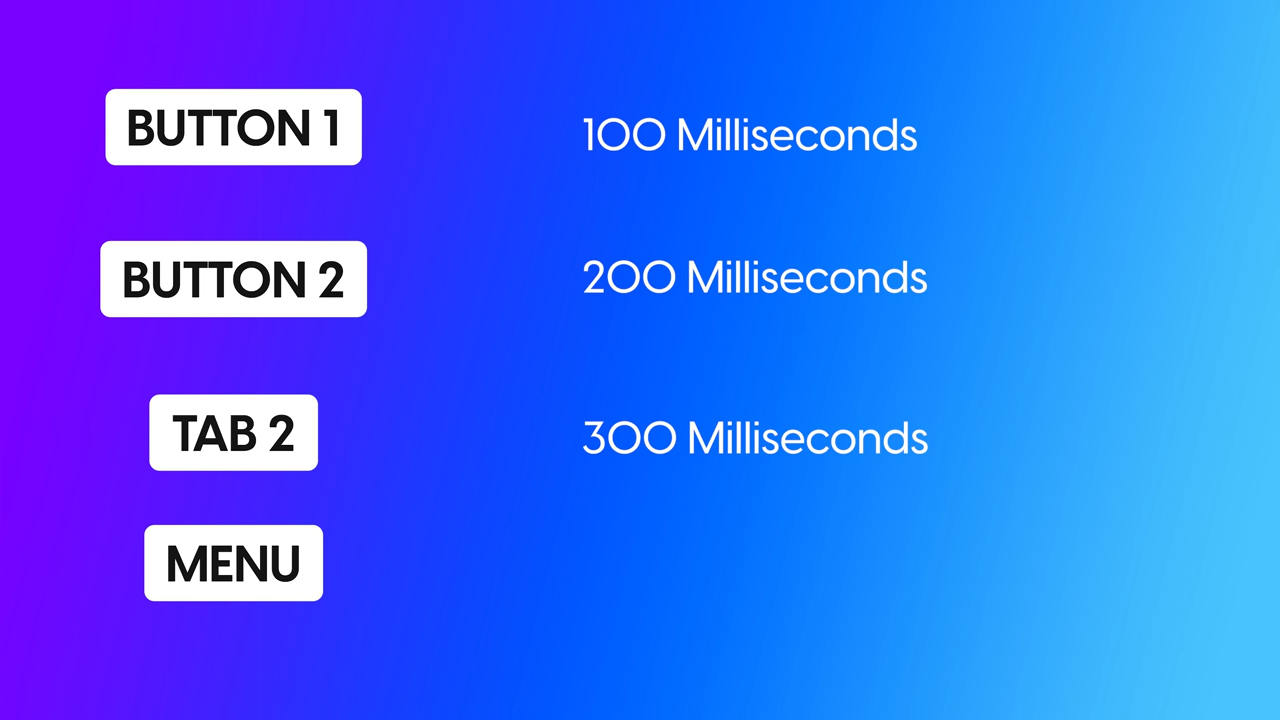 BUTTON 1
100 Milliseconds
BUTTON 2
200 Milliseconds
TAB 2
300 Milliseconds
MENU